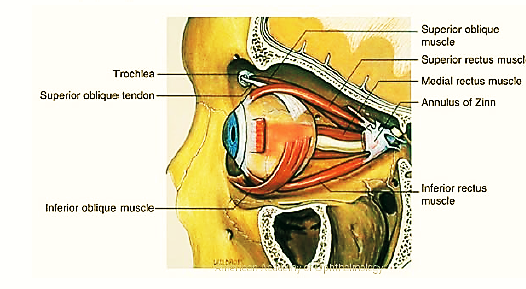 Superior oblique
muscle
Superior rectus muscl
Medial rectus muscle
Annulus of Zinn
Trochlea
Superior oblique tendon
Inferior rectus
muscle
Inferior oblique muscle